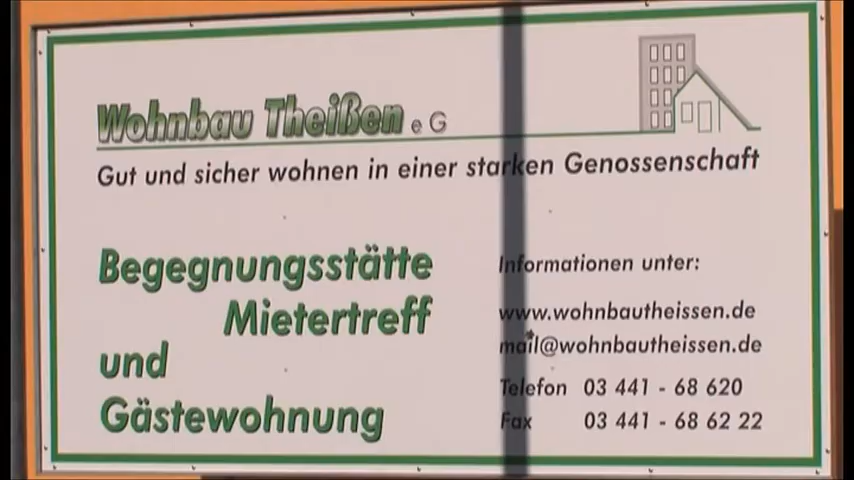 Wohnbau Theißen e G
Gut und sicher wohnen in einer starken Genossenschaft
Begegnungsstätte
Mietertreff
und
Gästewohnung
Informationen unter:
www.wohnbautheissen.de
mail@wohnbautheissen.de
Telefon 03 441 - 68 620
Fax 03 441 - 68 62 22